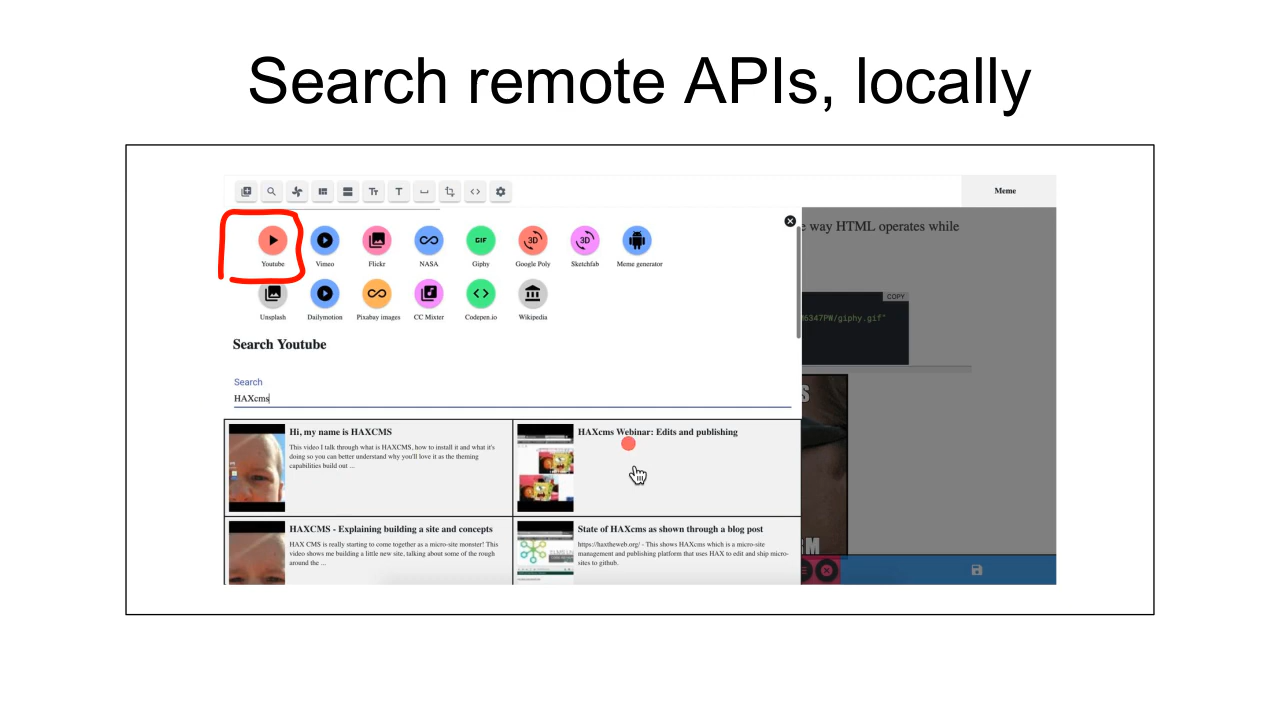 Search remote APIs, locally
Meme
e way HTML operates while
Youtube
Vimeo
Flickr
NASA
GIF
Giphy
3D
Google Poly
3D
Sketchfab
Meme generator
Unsplash
Dailymotion
Pixabay images
CC Mixter
Codepen.io
Wikipedia
COPY
M6347PW/giphy.gif"
Search Youtube
Search
HAXcms
Hi, my name is HAXCMS
This video I talk through what is HAXCMS, how to install it and what it's
doing so you can better understand why you'll love it as the theming
capabilities build out ...
HAXcms Webinar: Edits and publishing
HAXCMS - Explaining building a site and concepts
HAX CMS is really starting to come together as a micro-site monster! This
video shows me building a little new site, talking about some of the rough
around the ...
State of HAXcms as shown through a blog post
https://haxtheweb.org/ - This shows HAXcms which is a micro-site
management and publishing platform that uses HAX to edit and ship micro-
sites to github.